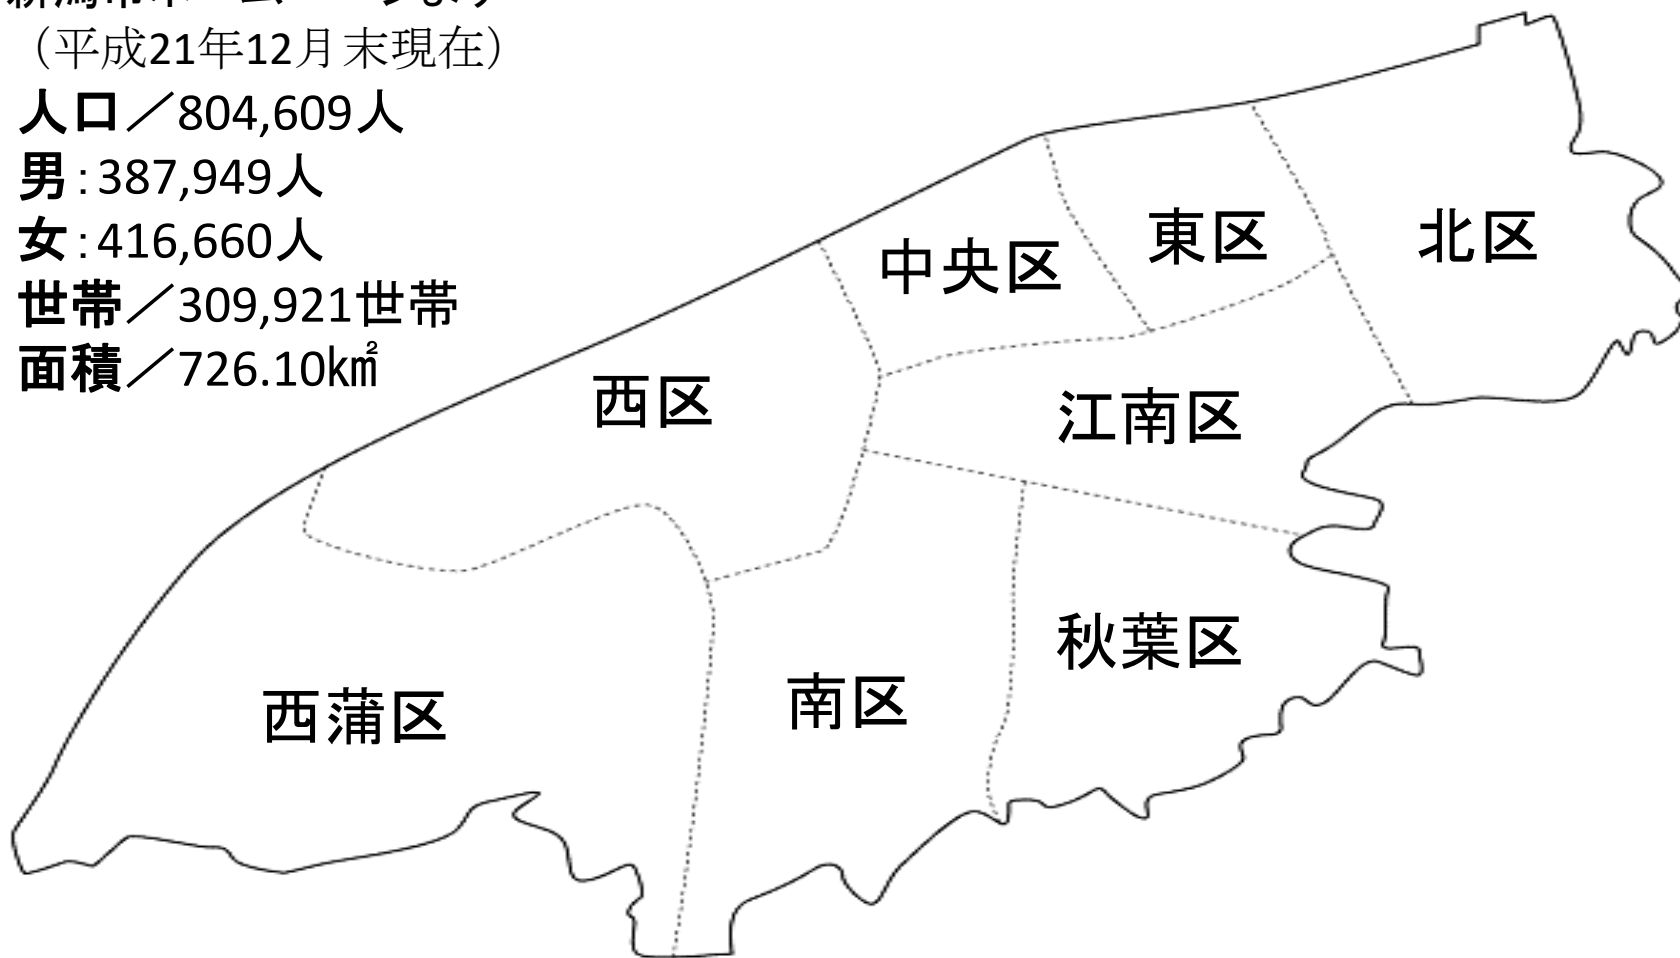 （平成21年12月末現在）
人口／804,609人
男：387,949人
女：416,660人
世帯／309,921世帯
面積／726.10k㎡
北区
東区
中央区
西区
江南区
秋葉区
南区
西蒲区